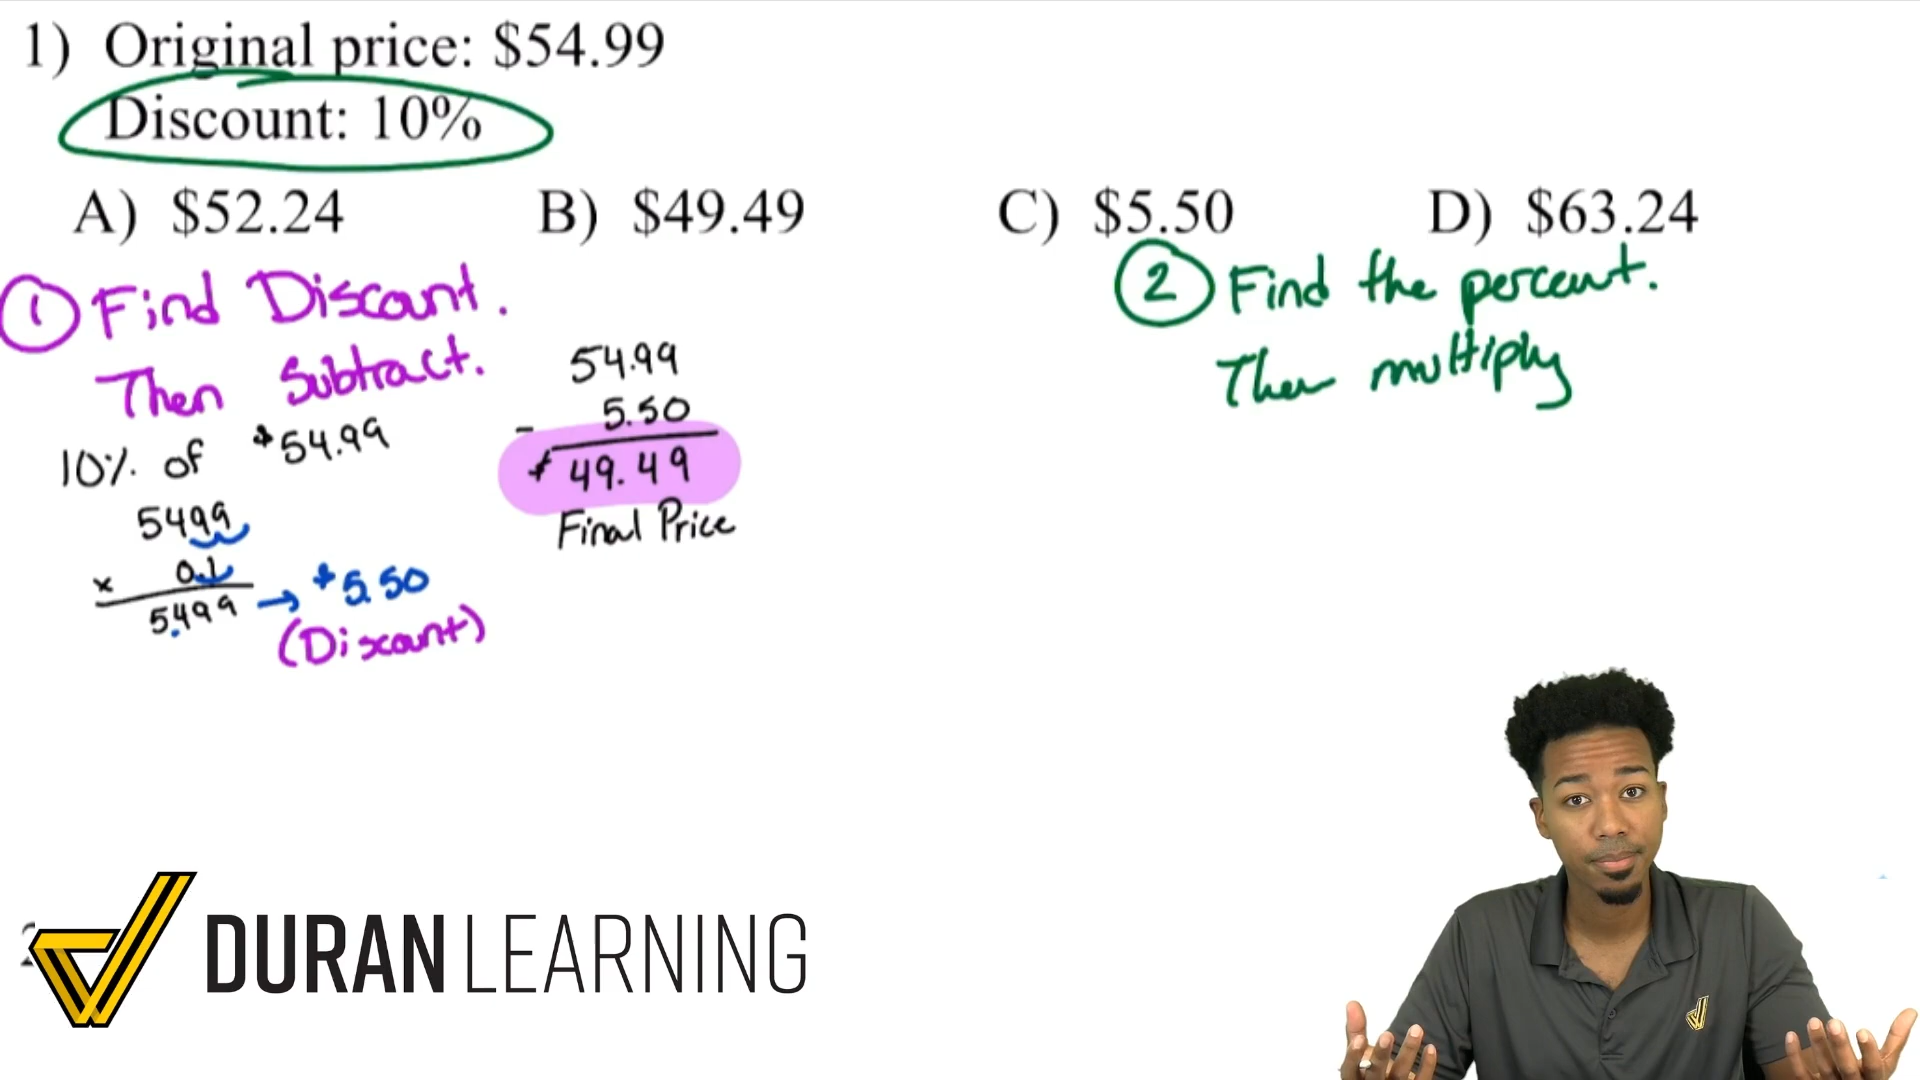 1) Original price: $54.99
Discount: 10%
A) $52.24 B) $49.49 C) $5.50 D) $63.24
① Find Discount.
Then Subtract.
10% of $54.99
5499
x 0.1
5.499 → $5.50
(Discount)
54.99
- 5.50
$49.49
Final Price
② Find the percent.
Then multiply
DURAN LEARNING